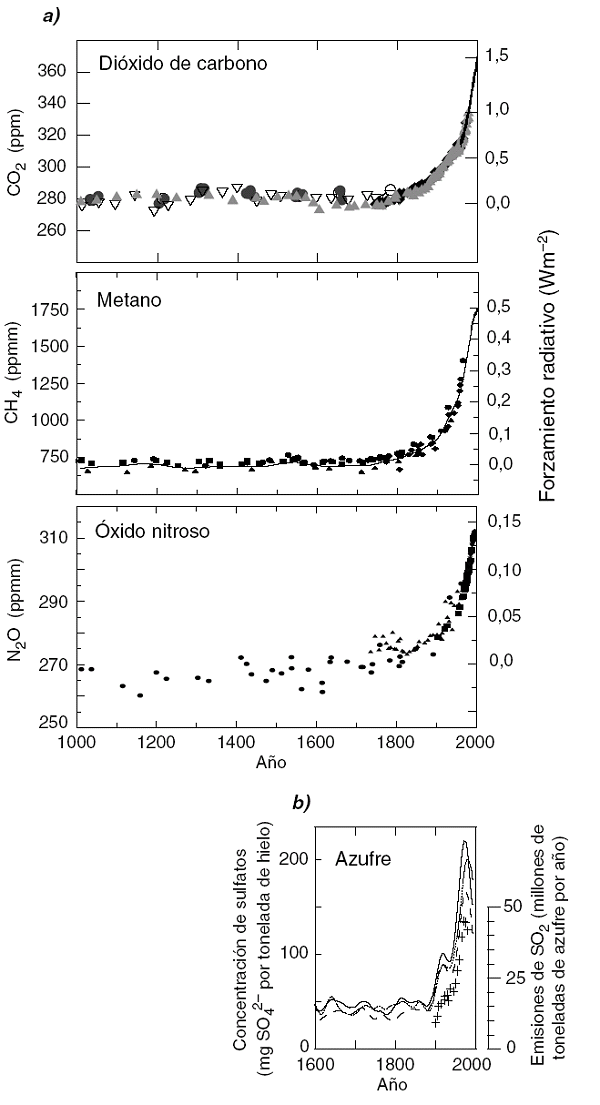 a)
Dióxido de carbono
CO2 (ppm)
360
340
320
300
280
260
1,5
1,0
0,5
0,0
Metano
CH4 (ppmm)
1750
1500
1250
1000
750
0,5
0,4
0,3
0,2
0,1
0,0
Forzamiento radiativo (Wm−2)
Óxido nitroso
N2O (ppmm)
310
290
270
250
0,15
0,10
0,05
0,0
1000 1200 1400 1600 1800 2000
Año
b)
Azufre
Concentración de sulfatos
(mg SO42− por tonelada de hielo)
200
100
0
50
25
0
Emisiones de SO2 (millones de
toneladas de azufre por año)
1600 1800 2000
Año